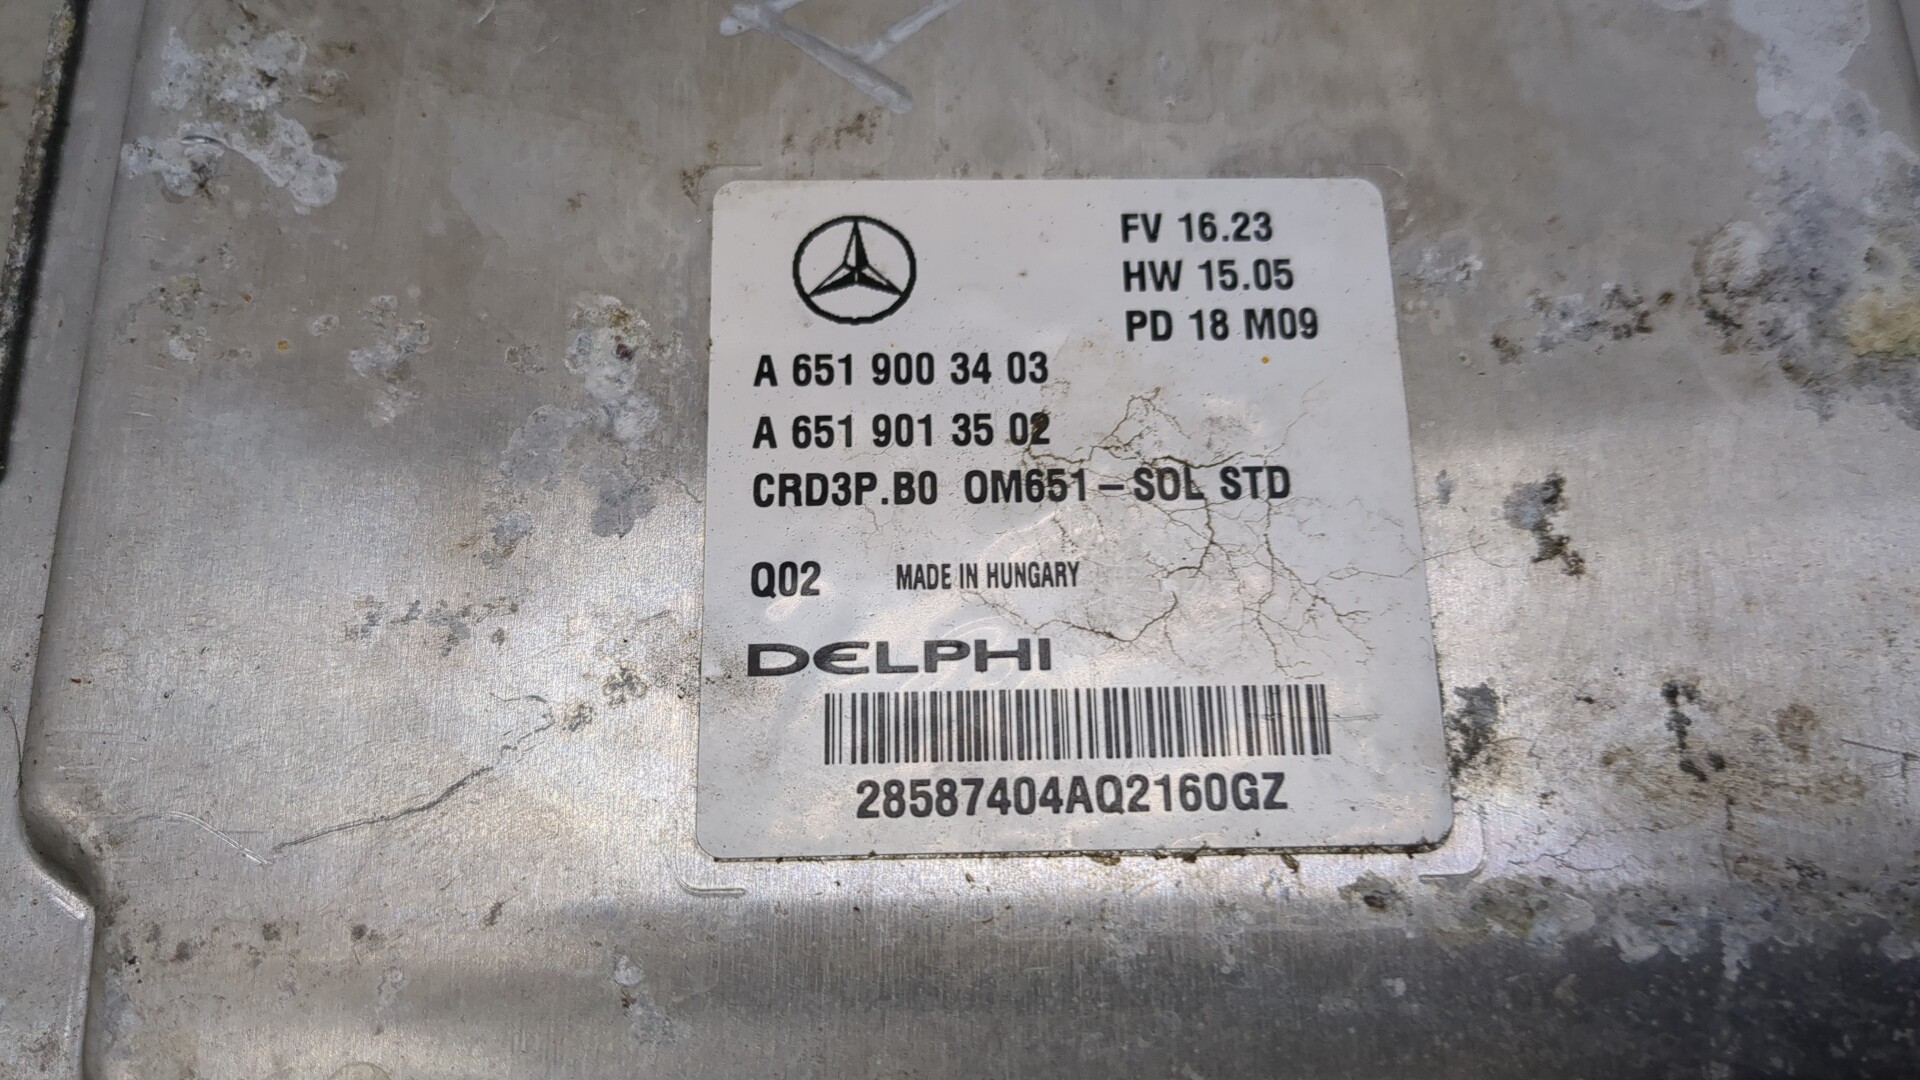 FV 16.23
HW 15.05
PD 18 M09
A 651 900 34 03
A 651 901 35 02
CRD3P.B0 OM651-SOL STD
Q02 MADE IN HUNGARY
DELPHI
28587404AQ2160GZ